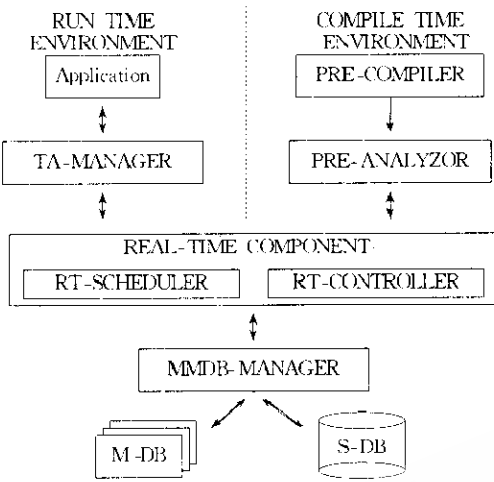 RUN TIME
ENVIRONMENT
COMPILE TIME
ENVIRONMENT
Application
PRE-COMPILER
TA-MANAGER
PRE-ANALYZOR
REAL-TIME COMPONENT
RT-SCHEDULER
RT-CONTROLLER
MMDB-MANAGER
M-DB
S-DB